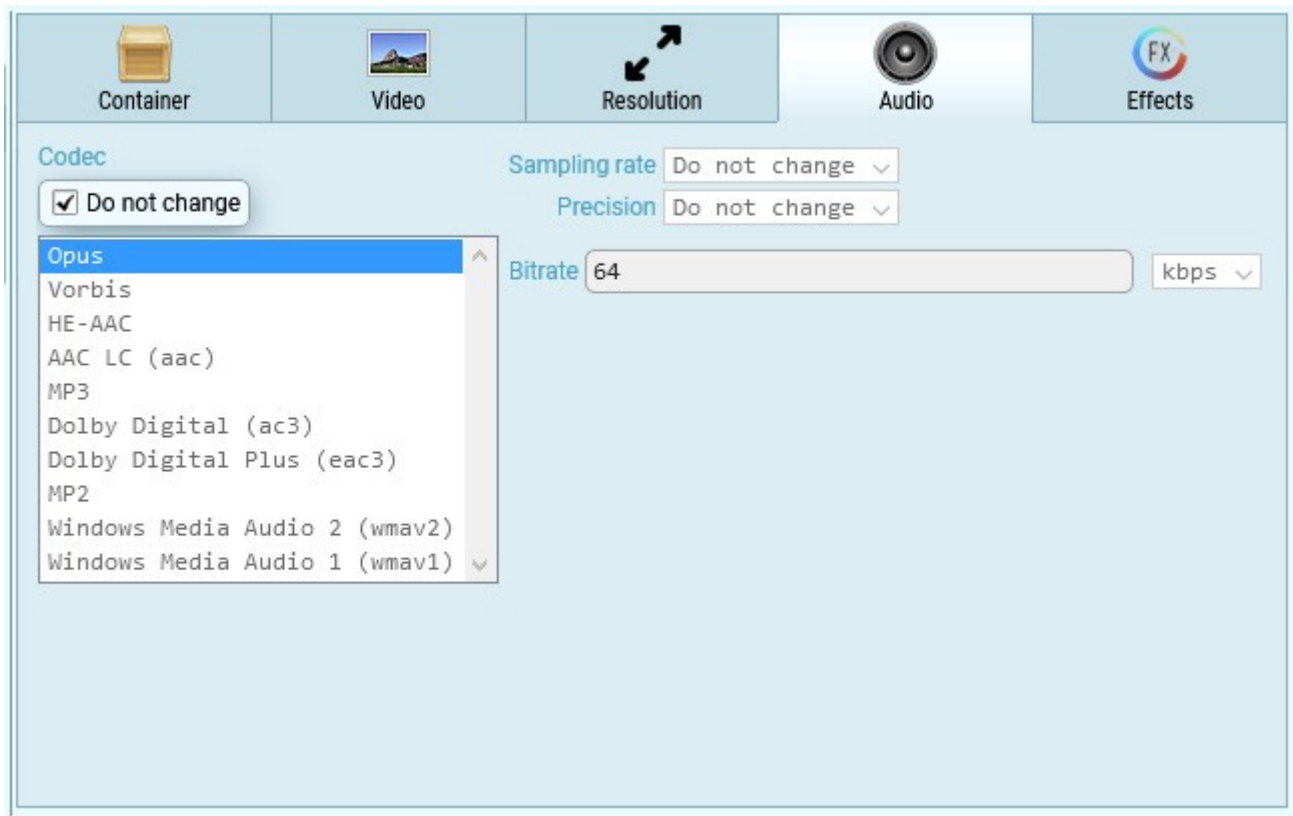 Container
Video
Resolution
Audio
FX
Effects
Codec
Do not change
Opus
Vorbis
HE-AAC
AAC LC (aac)
MP3
Dolby Digital (ac3)
Dolby Digital Plus (eac3)
MP2
Windows Media Audio 2 (wmav2)
Windows Media Audio 1 (wmav1)
Sampling rate Do not change
Precision Do not change
Bitrate 64 kbps